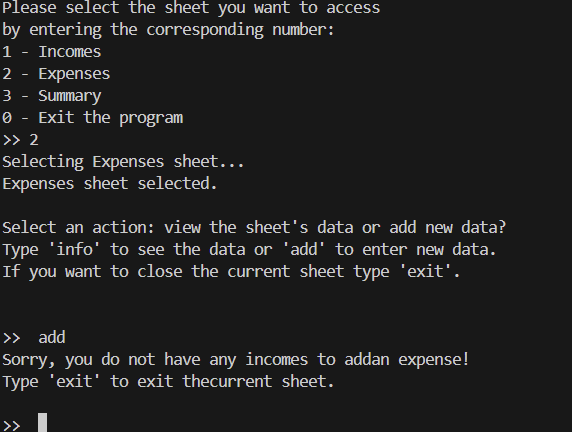 Please select the sheet you want to access
by entering the corresponding number:
1 - Incomes
2 - Expenses
3 - Summary
0 - Exit the program
>> 2
Selecting Expenses sheet...
Expenses sheet selected.
Select an action: view the sheet's data or add new data?
Type 'info' to see the data or 'add' to enter new data.
If you want to close the current sheet type 'exit'.
>>  add
Sorry, you do not have any incomes to addan expense!
Type 'exit' to exit thecurrent sheet.
>>